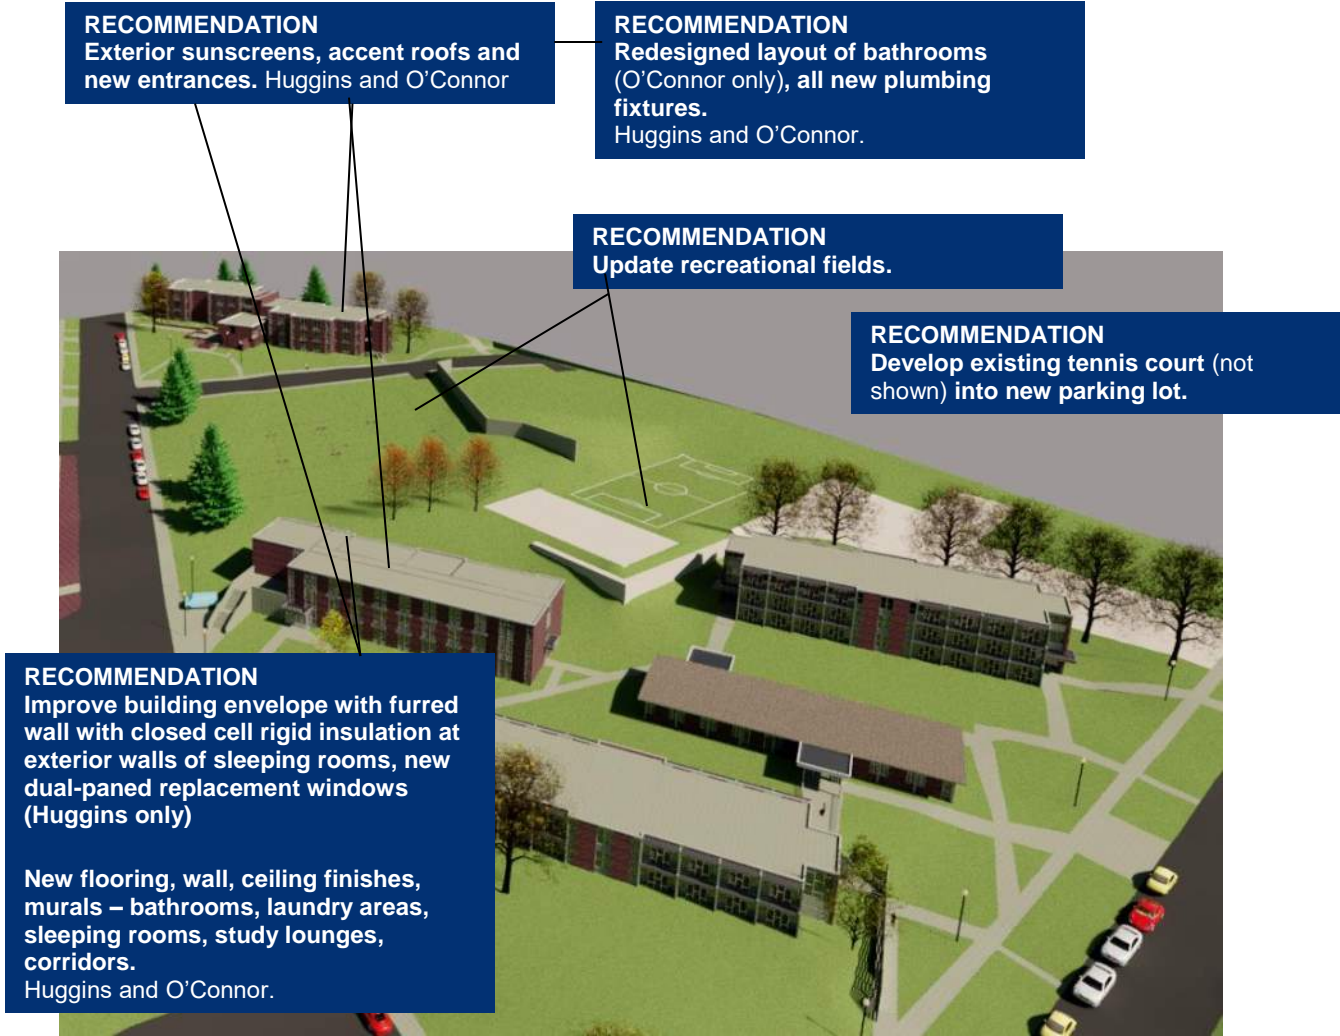 RECOMMENDATION
Exterior sunscreens, accent roofs and
new entrances. Huggins and O’Connor
RECOMMENDATION
Redesigned layout of bathrooms
(O’Connor only), all new plumbing
fixtures.
Huggins and O’Connor.
RECOMMENDATION
Update recreational fields.
RECOMMENDATION
Develop existing tennis court (not
shown) into new parking lot.
RECOMMENDATION
Improve building envelope with furred
wall with closed cell rigid insulation at
exterior walls of sleeping rooms, new
dual-paned replacement windows
(Huggins only)
New flooring, wall, ceiling finishes,
murals – bathrooms, laundry areas,
sleeping rooms, study lounges,
corridors.
Huggins and O’Connor.